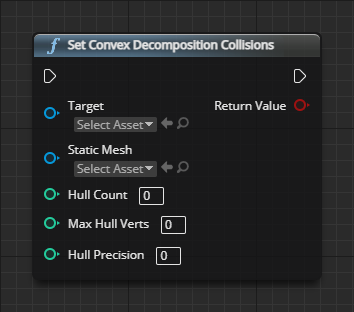 f Set Convex Decomposition Collisions
Target Return Value
Select Asset
Static Mesh
Select Asset
Hull Count 0
Max Hull Verts 0
Hull Precision 0